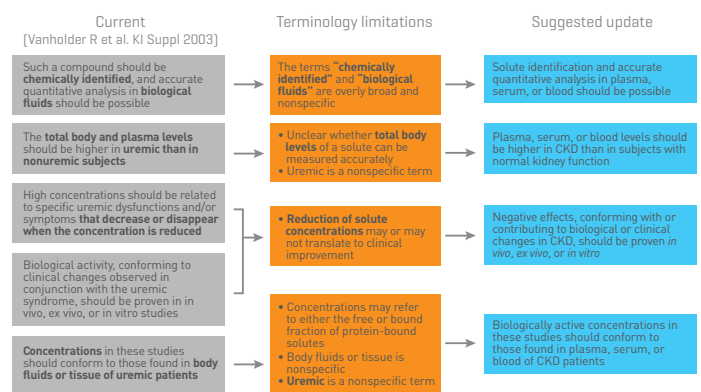 Current
(Vanholder R et al. KI Suppl 2003)
Terminology limitations
Suggested update
Such a compound should be
chemically identified, and accurate
quantitative analysis in biological
fluids should be possible
The terms “chemically
identified” and “biological
fluids” are overly broad and
nonspecific
Solute identification and accurate
quantitative analysis in plasma,
serum, or blood should be possible
The total body and plasma levels
should be higher in uremic than in
nonuremic subjects
• Unclear whether total body
levels of a solute can be
measured accurately
• Uremic is a nonspecific term
Plasma, serum, or blood levels should
be higher in CKD than in subjects with
normal kidney function
High concentrations should be related
to specific uremic dysfunctions and/or
symptoms that decrease or disappear
when the concentration is reduced
Biological activity, conforming to
clinical changes observed in
conjunction with the uremic
syndrome, should be proven in in
vivo, ex vivo, or in vitro studies
• Reduction of solute
concentrations may or may
not translate to clinical
improvement
Negative effects, conforming with or
contributing to biological or clinical
changes in CKD, should be proven in
vivo, ex vivo, or in vitro
Concentrations in these studies
should conform to those found in body
fluids or tissue of uremic patients
• Concentrations may refer
to either the free or bound
fraction of protein-bound
solutes
• Body fluids or tissue is
nonspecific
• Uremic is a nonspecific term
Biologically active concentrations in
these studies should conform to
those found in plasma, serum, or
blood of CKD patients